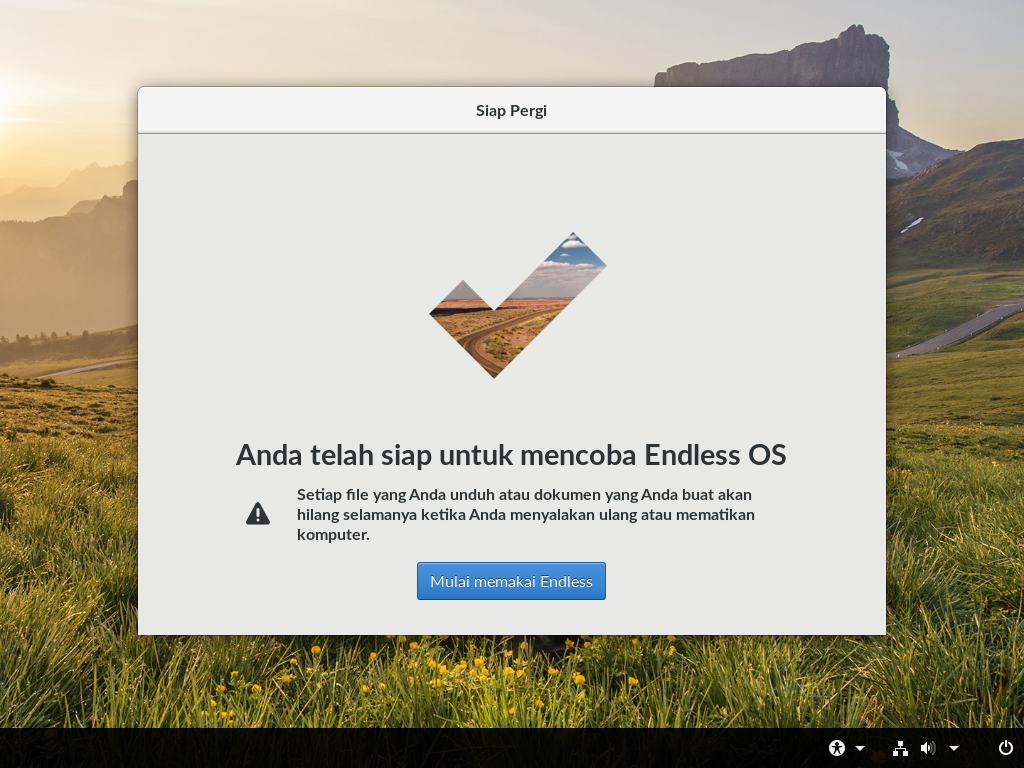 Siap Pergi
Anda telah siap untuk mencoba Endless OS
Setiap file yang Anda unduh atau dokumen yang Anda buat akan
hilang selamanya ketika Anda menyalakan ulang atau mematikan
komputer.
Mulai memakai Endless